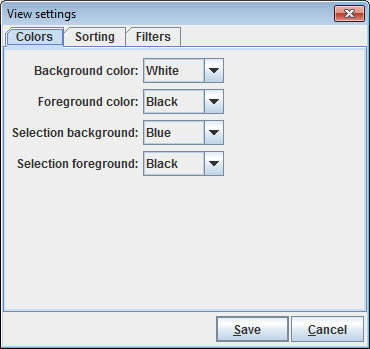 View settings
Colors Sorting Filters
Background color: White
Foreground color: Black
Selection background: Blue
Selection foreground: Black
Save Cancel